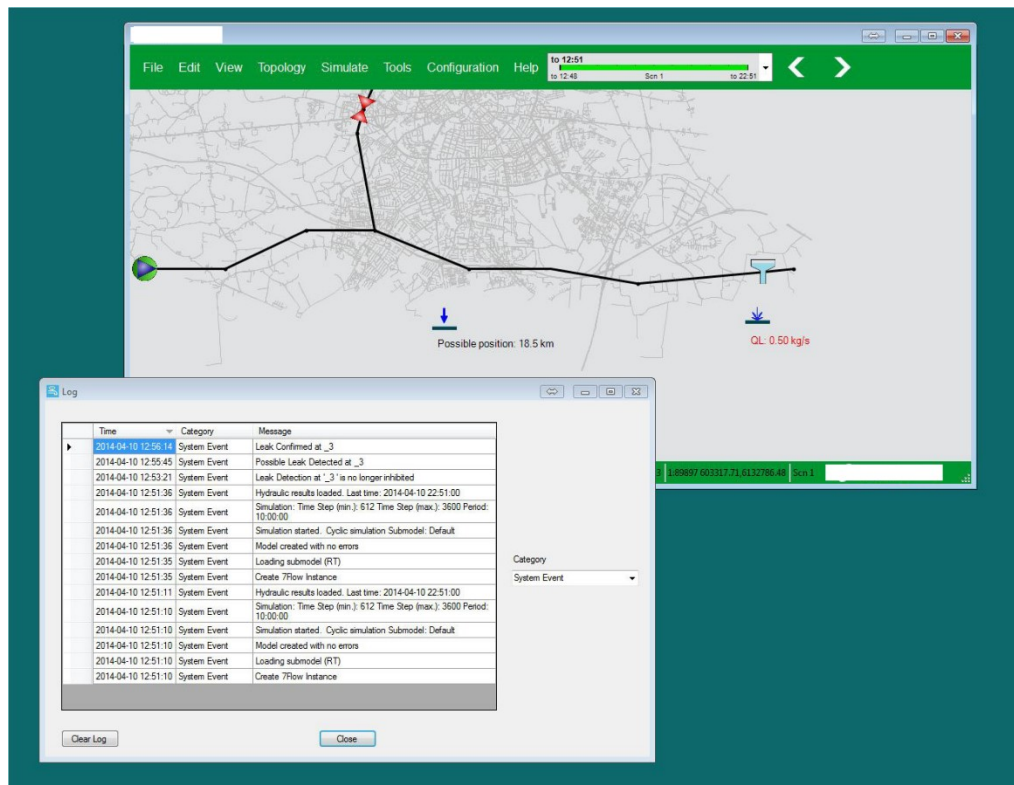 File Edit View Topology Simulate Tools Configuration Help
to 12:51
to 12:48 Scn 1 to 22:51
Possible position: 18.5 km
QL: 0.50 kg/s
Log
Time Category Message
2014-04-10 12:56:14 System Event Leak Confirmed at _3
2014-04-10 12:55:45 System Event Possible Leak Detected at _3
2014-04-10 12:53:21 System Event Leak Detection at '_3' is no longer inhibited
2014-04-10 12:51:36 System Event Hydraulic results loaded. Last time: 2014-04-10 22:51:00
2014-04-10 12:51:36 System Event Simulation: Time Step (min.): 612 Time Step (max.): 3600 Period:
10:00:00
2014-04-10 12:51:36 System Event Simulation started. Cyclic simulation Submodel: Default
2014-04-10 12:51:36 System Event Model created with no errors
2014-04-10 12:51:35 System Event Loading submodel (RT)
2014-04-10 12:51:35 System Event Create 7Flow Instance
2014-04-10 12:51:11 System Event Hydraulic results loaded. Last time: 2014-04-10 22:51:00
2014-04-10 12:51:10 System Event Simulation: Time Step (min.): 612 Time Step (max.): 3600 Period:
10:00:00
2014-04-10 12:51:10 System Event Simulation started. Cyclic simulation Submodel: Default
2014-04-10 12:51:10 System Event Model created with no errors
2014-04-10 12:51:10 System Event Loading submodel (RT)
2014-04-10 12:51:10 System Event Create 7Flow Instance
Category
System Event
Clear Log Close
3 1:89897 603317.71,6132786.48 Scn 1